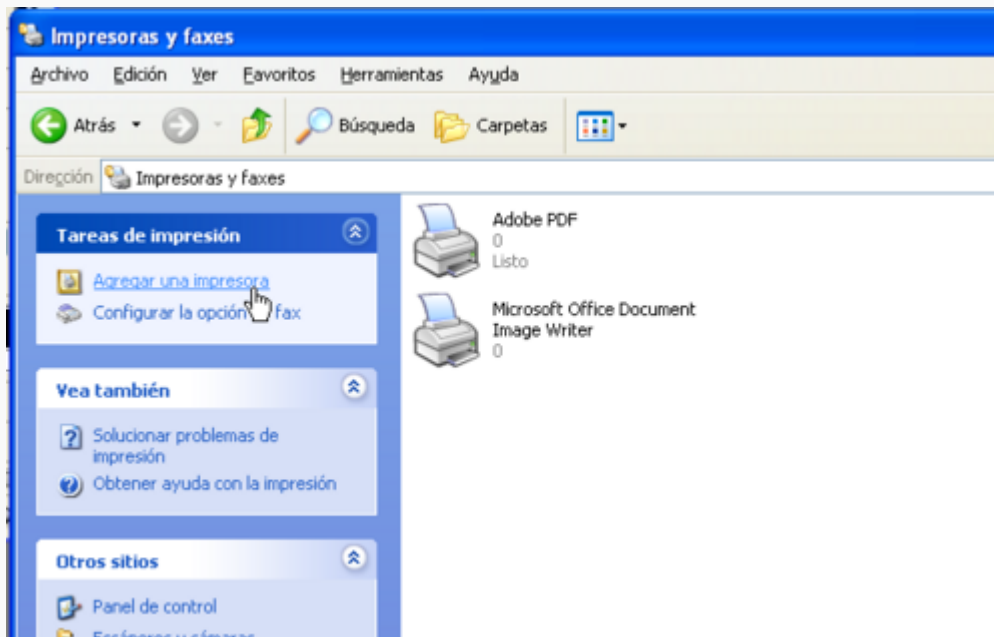 Impresoras y faxes
Archivo Edición Ver Favoritos Herramientas Ayuda
Atrás Búsqueda Carpetas
Dirección Impresoras y faxes
Tareas de impresión
Agregar una impresora
Configurar la opción fax
Vea también
Solucionar problemas de
impresión
Obtener ayuda con la impresión
Otros sitios
Panel de control
Escáneres y cámaras
Adobe PDF
0
Listo
Microsoft Office Document
Image Writer
0